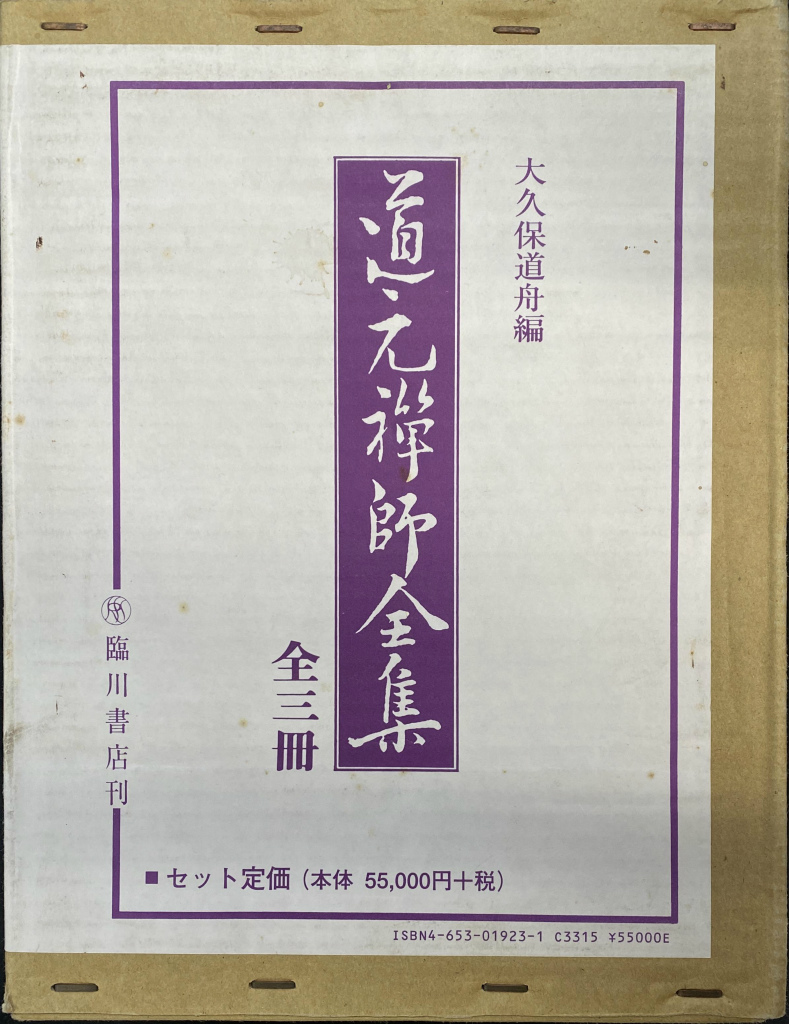 大久保道舟編
道元禅師全集
全三冊
臨川書店刊
■ セット定価（本体 55,000円＋税）
ISBN4-653-01923-1 C3315 ¥55000E